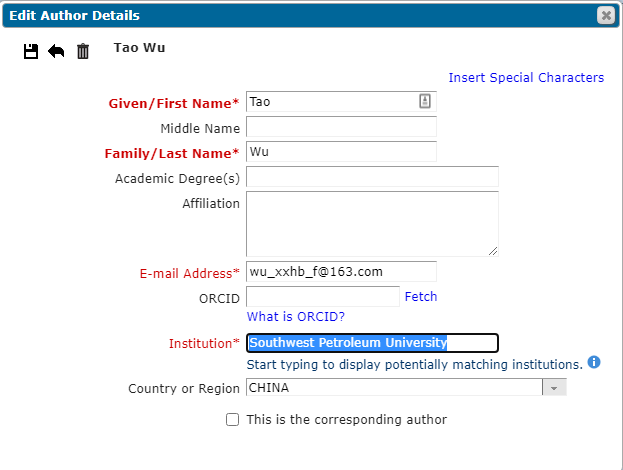 Edit Author Details
Tao Wu
Insert Special Characters
Given/First Name* Tao
Middle Name
Family/Last Name* Wu
Academic Degree(s)
Affiliation
E-mail Address* wu_xxhb_f@163.com
ORCID Fetch
What is ORCID?
Institution* Southwest Petroleum University
Start typing to display potentially matching institutions.
Country or Region CHINA
This is the corresponding author